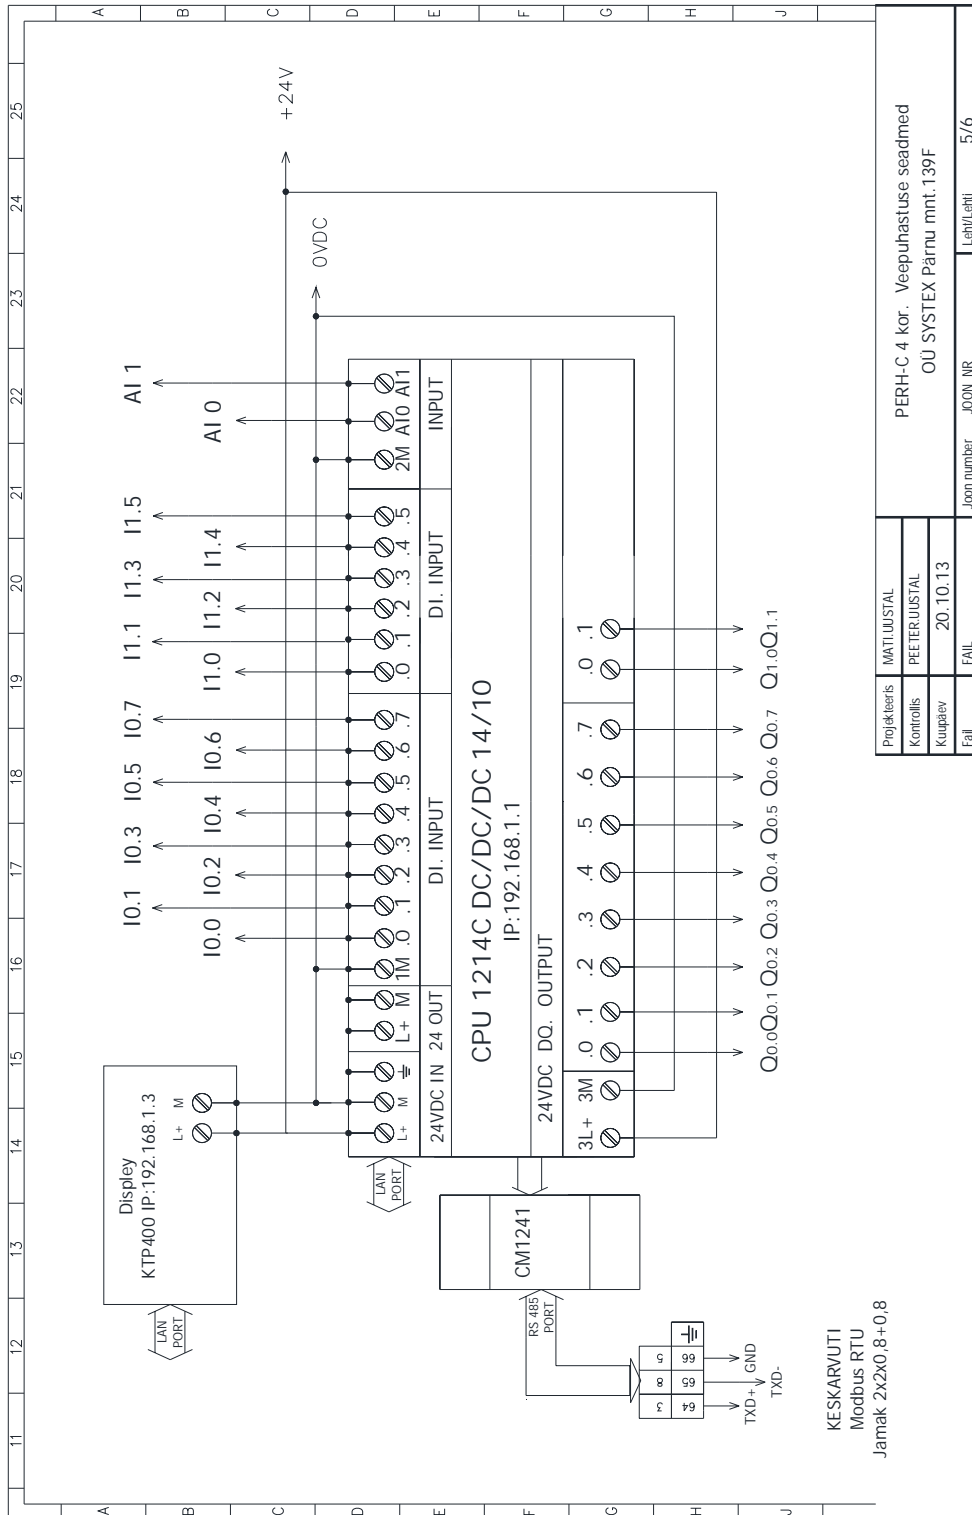 A B C D E F G H J
25 24 23 22 21 20 19 18 17 16 15 14 13 12 11
+24V
0VDC
AI 1
AI 0
I1.5
I1.4
I1.3
I1.2
I1.1
I1.0
I0.7
I0.6
I0.5
I0.4
I0.3
I0.2
I0.1
I0.0
L+ M L+ M 1M .0 .1 .2 .3 .4 .5 .6 .7 .0 .1 .2 .3 .4 .5 2M AI0 AI1
24VDC IN 24 OUT DI. INPUT DI. INPUT INPUT
CPU 1214C DC/DC/DC 14/10
IP:192.168.1.1
24VDC DQ. OUTPUT
3L+ 3M .0 .1 .2 .3 .4 .5 .6 .7 .0 .1
Q0.0 Q0.1 Q0.2 Q0.3 Q0.4 Q0.5 Q0.6 Q0.7 Q1.0 Q1.1
Displey
KTP400 IP:192.168.1.3
L+ M
LAN
PORT
LAN
PORT
CM1241
RS 485
PORT
3 8 5
64 65 66
TXD+ GND
TXD-
KESKARVUTI
Modbus RTU
Jamak 2x2x0,8+0,8
A B C D E F G H J
Projekteeris MATI.UUSTAL
Kontrollis PEETER.UUSTAL
Kuupäev 20.10.13
Fail FAIL
PERH-C 4 kor. Veepuhastuse seadmed
OÜ SYSTEX Pärnu mnt.139F
Joon number JOON_NR Leht/Lehti 5/6